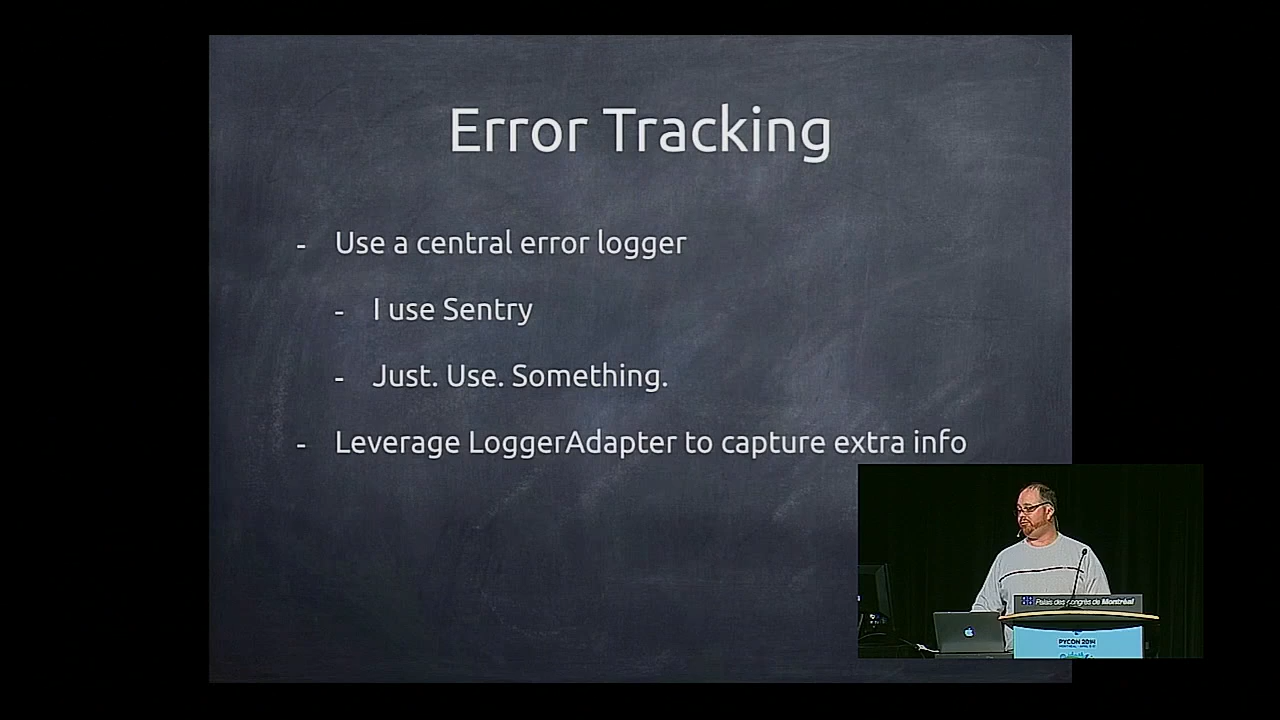 Error Tracking
- Use a central error logger
- I use Sentry
- Just. Use. Something.
- Leverage LoggerAdapter to capture extra info
Palais des congrès de Montréal
PYCON 2014